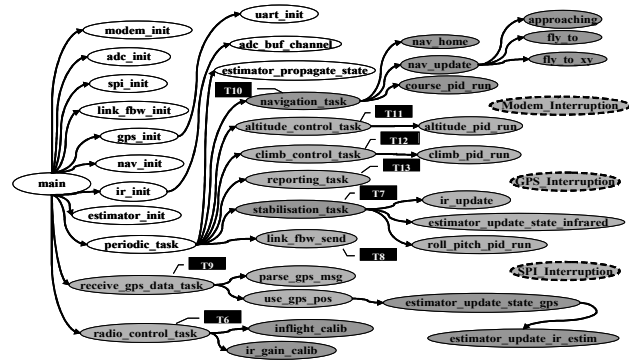 uart_init
approaching
modem_init
nav_home
fly_to
adc_buf_channel
adc_init
nav_update
fly_to_xy
estimator_propagate_state
spi_init
T10
course_pid_run
navigation_task
Modem_Interruption
link_fbw_init
T11
altitude_control_task
altitude_pid_run
gps_init
T12
climb_control_task
climb_pid_run
nav_init
T13
reporting_task
GPS_Interruption
main
ir_init
T7
ir_update
stabilisation_task
estimator_init
estimator_update_state_infrared
link_fbw_send
roll_pitch_pid_run
periodic_task
T8
T9
SPI_Interruption
parse_gps_msg
receive_gps_data_task
use_gps_pos
estimator_update_state_gps
T6
inflight_calib
radio_control_task
estimator_update_ir_estim
ir_gain_calib